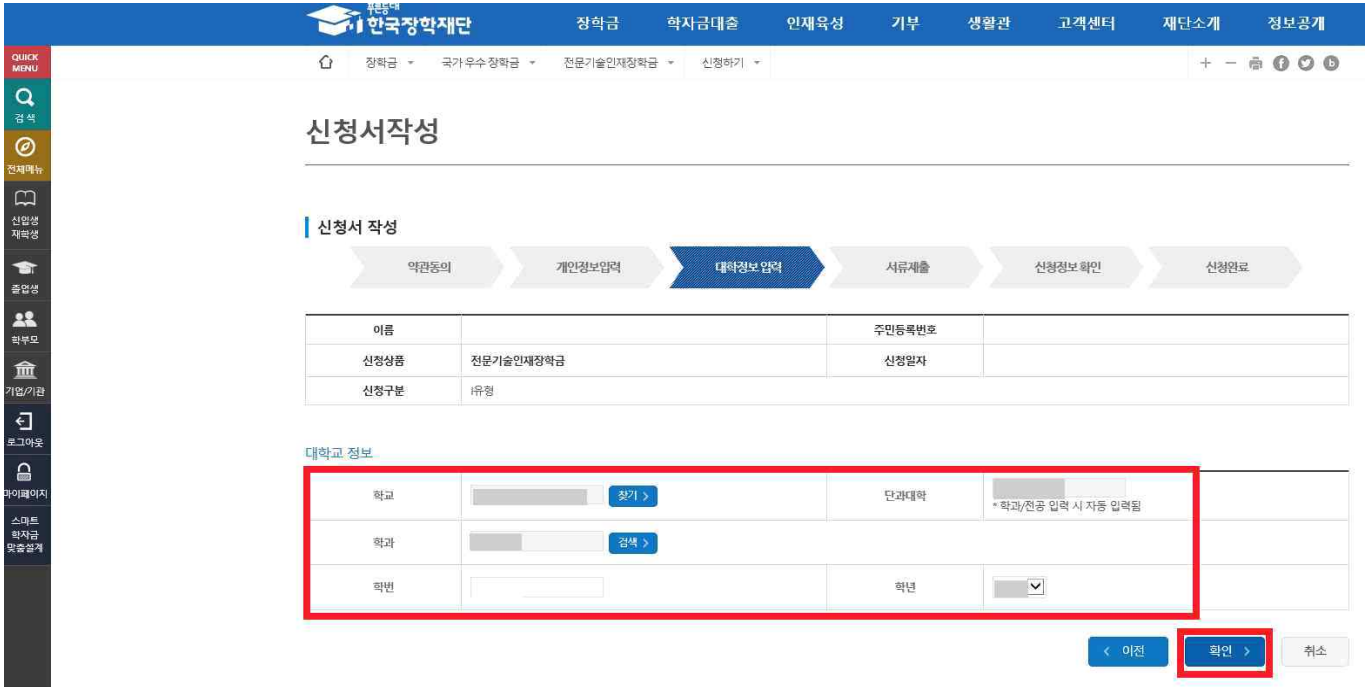 푸른등대
한국장학재단
장학금 학자금대출 인재육성 기부 생활관 고객센터 재단소개 정보공개
QUICK
MENU
장학금 국가우수장학금 전문기술인재장학금 신청하기
검색
전체메뉴
신입생
재학생
졸업생
학부모
기업/기관
로그아웃
마이페이지
스마트
학자금
맞춤설계
신청서작성
신청서 작성
약관동의 개인정보입력 대학정보 입력 서류제출 신청정보 확인 신청완료
이름 주민등록번호
신청상품 전문기술인재장학금 신청일자
신청구분 I유형
대학교 정보
학교 찾기 > 단과대학
* 학과/전공 입력 시 자동 입력됨
학과 검색 >
학번 학년
< 이전 확인 > 취소